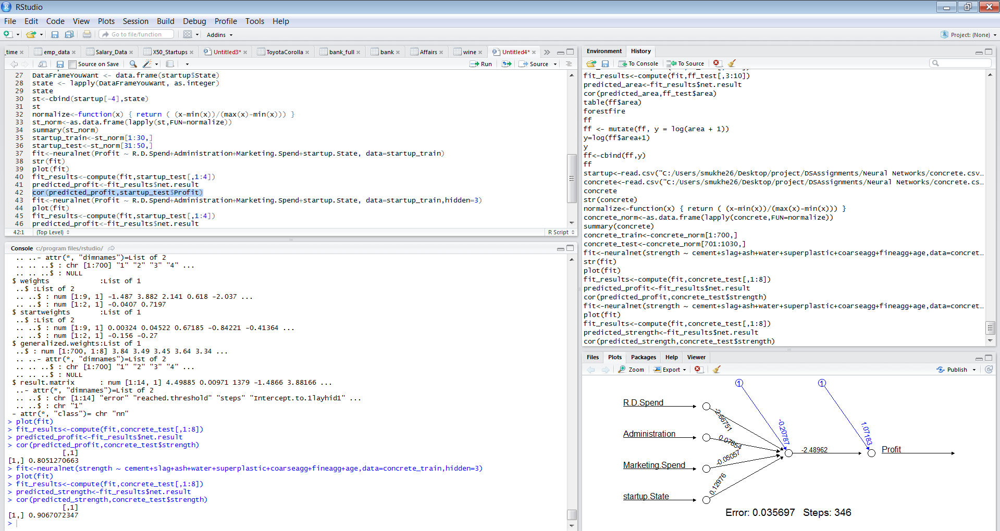 RStudio
File Edit Code View Plots Session Build Debug Profile Tools Help
Go to file/function Addins Project: (None)
_time emp_data Salary_Data X50_Startups Untitled3* ToyotaCorolla bank_full bank Affairs wine Untitled4*
Source on Save Run Source
27 DataFrameYouWant <- data.frame(startup$State)
28 state <- lapply(DataFrameYouWant, as.integer)
29 state
30 st<-cbind(startup[-4],state)
31 st
32 normalize<-function(x) { return ( (x-min(x))/(max(x)-min(x))) }
33 st_norm<-as.data.frame(lapply(st,FUN=normalize))
34 summary(st_norm)
35 startup_train<-st_norm[1:30,]
36 startup_test<-st_norm[31:50,]
37 fit<-neuralnet(Profit ~ R.D.Spend+Administration+Marketing.Spend+startup.State, data=startup_train)
38 str(fit)
39 plot(fit)
40 fit_results<-compute(fit,startup_test[,1:4])
41 predicted_profit<-fit_results$net.result
42 cor(predicted_profit,startup_test$Profit)
43 fit<-neuralnet(Profit ~ R.D.Spend+Administration+Marketing.Spend+startup.State, data=startup_train,hidden=3)
44 plot(fit)
45 fit_results<-compute(fit,startup_test[,1:4])
46 predicted_profit<-fit_results$net.result
42:1 (Top Level) R Script
Console c:/program files/rstudio/
.. ..- attr(*, "dimnames")=List of 2
.. .. ..$ : chr [1:700] "1" "2" "3" "4" ...
.. .. ..$ : NULL
$ weights :List of 1
..$ :List of 2
.. ..$ : num [1:9, 1] -1.487 3.882 2.141 0.618 -2.037 ...
.. ..$ : num [1:2, 1] -0.0407 0.7197
$ startweights :List of 1
..$ :List of 2
.. ..$ : num [1:9, 1] 0.00324 0.04522 0.67185 -0.84221 -0.41364 ...
.. ..$ : num [1:2, 1] -0.156 -0.27
$ generalized.weights:List of 1
..$ : num [1:700, 1:8] 3.84 3.49 3.45 3.64 3.34 ...
.. ..- attr(*, "dimnames")=List of 2
.. .. ..$ : chr [1:700] "1" "2" "3" "4" ...
.. .. ..$ : NULL
$ result.matrix : num [1:14, 1] 4.49885 0.00971 1379 -1.4866 3.88166 ...
..- attr(*, "dimnames")=List of 2
.. ..$ : chr [1:14] "error" "reached.threshold" "steps" "Intercept.to.1layhid1" ...
.. ..$ : chr "1"
- attr(*, "class")= chr "nn"
> plot(fit)
> fit_results<-compute(fit,concrete_test[,1:8])
> predicted_profit<-fit_results$net.result
> cor(predicted_profit,concrete_test$strength)
[,1]
[1,] 0.8051270663
> fit<-neuralnet(strength ~ cement+slag+ash+water+superplastic+coarseagg+fineagg+age,data=concrete_train,hidden=3)
> plot(fit)
> fit_results<-compute(fit,concrete_test[,1:8])
> predicted_strength<-fit_results$net.result
> cor(predicted_strength,concrete_test$strength)
[,1]
[1,] 0.9067072347
>
Environment History
To Console To Source
fit_results<-compute(fit,ff_test[,3:10])
predicted_area<-fit_results$net.result
cor(predicted_area,ff_test$area)
table(ff$area)
forestfire
ff
ff <- mutate(ff, y = log(area + 1))
y=log(ff$area+1)
y
ff<-cbind(ff,y)
ff
startup<-read.csv("C:/Users/smukhe26/Desktop/project/DSAssignments/Neural Networks/concrete.csv...
concrete<-read.csv("C:/Users/smukhe26/Desktop/project/DSAssignments/Neural Networks/concrete.cs...
concrete
str(concrete)
normalize<-function(x) { return ( (x-min(x))/(max(x)-min(x))) }
concrete_norm<-as.data.frame(lapply(concrete,FUN=normalize))
summary(concrete)
concrete_train<-concrete_norm[1:700,]
concrete_test<-concrete_norm[701:1030,]
fit<-neuralnet(strength ~ cement+slag+ash+water+superplastic+coarseagg+fineagg+age,data=concret...
str(fit)
plot(fit)
fit_results<-compute(fit,concrete_test[,1:8])
predicted_profit<-fit_results$net.result
cor(predicted_profit,concrete_test$strength)
fit<-neuralnet(strength ~ cement+slag+ash+water+superplastic+coarseagg+fineagg+age,data=concret...
plot(fit)
fit_results<-compute(fit,concrete_test[,1:8])
predicted_strength<-fit_results$net.result
cor(predicted_strength,concrete_test$strength)
Files Plots Packages Help Viewer
Zoom Export Publish
1 1
R.D.Spend
-2.66751
-0.20787
1.07183
Administration
0.07854
-2.48962
Profit
-0.05057
Marketing.Spend
0.12976
startup.State
Error: 0.035697 Steps: 346